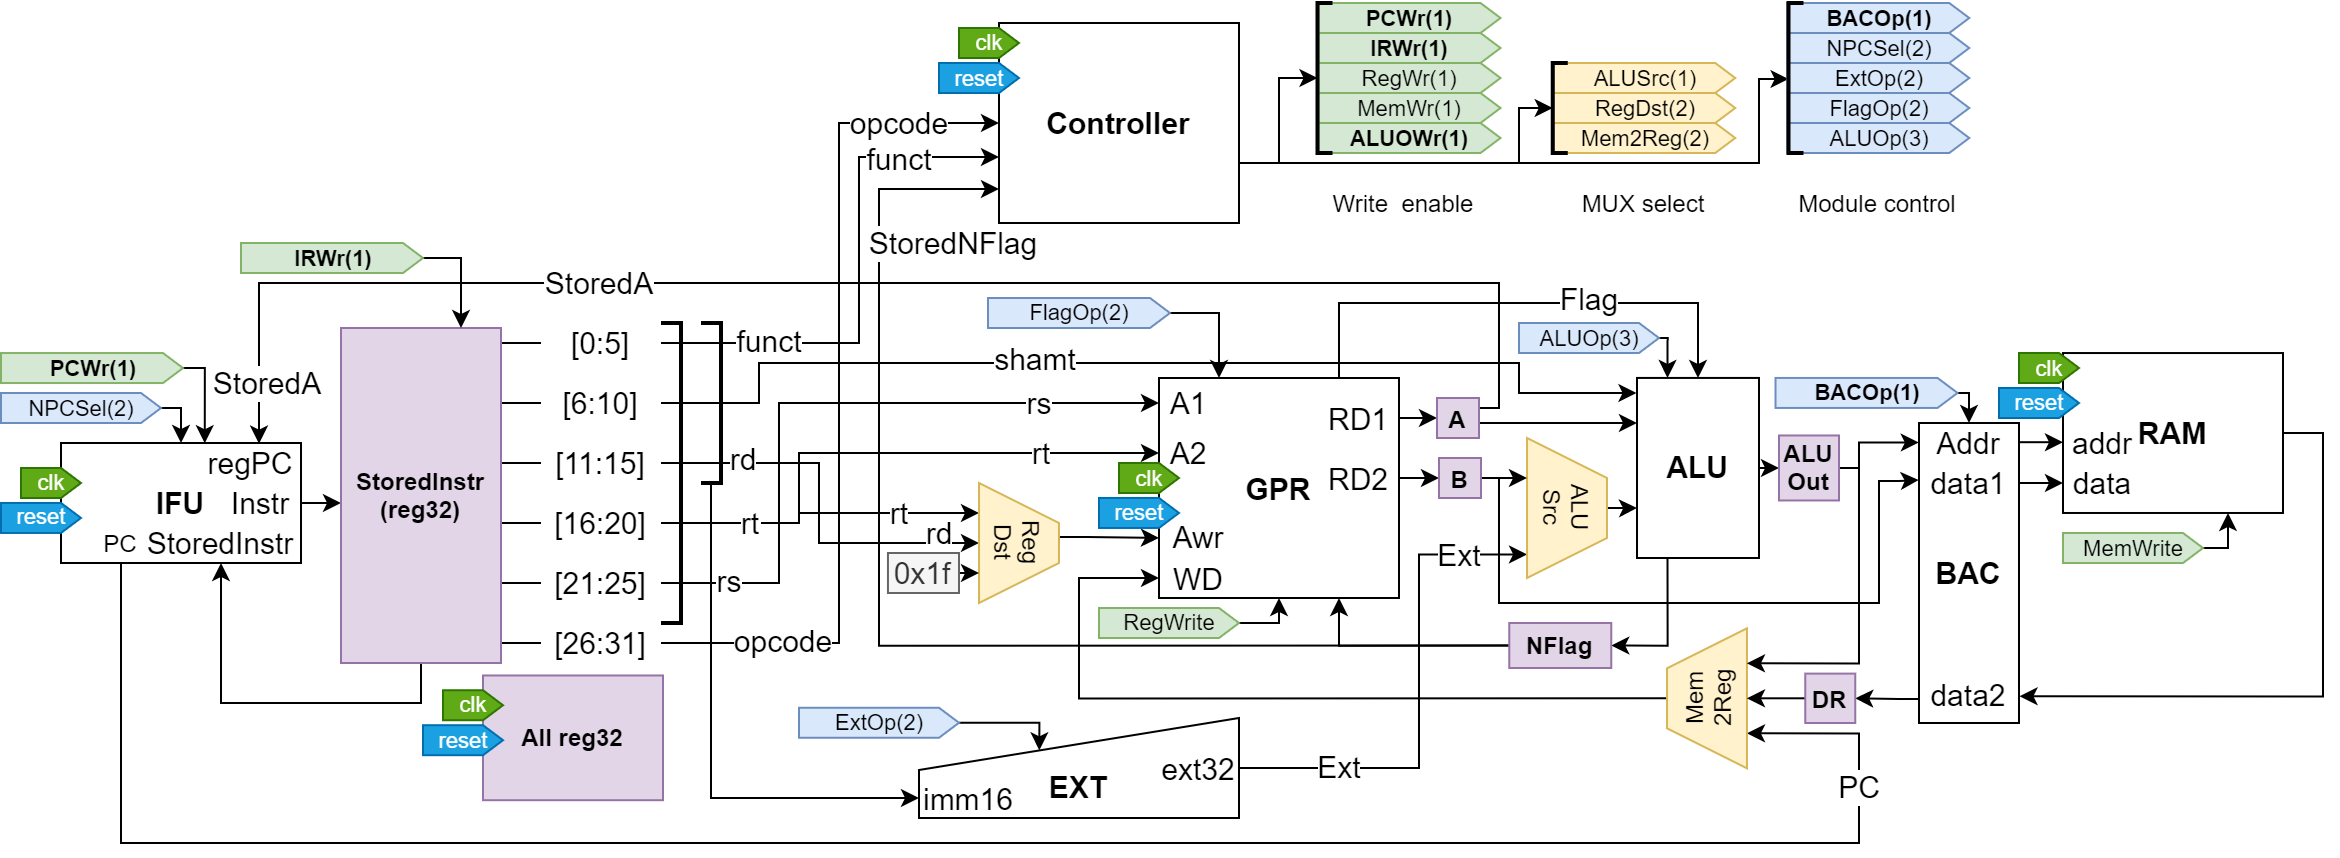 clk
reset
Controller
opcode
funct
StoredNFlag
PCWr(1)
IRWr(1)
RegWr(1)
MemWr(1)
ALUOWr(1)
Write enable
ALUSrc(1)
RegDst(2)
Mem2Reg(2)
MUX select
BACOp(1)
NPCSel(2)
ExtOp(2)
FlagOp(2)
ALUOp(3)
Module control
IRWr(1)
StoredA
StoredA
PCWr(1)
NPCSel(2)
clk
reset
regPC
IFU
Instr
PC
StoredInstr
StoredInstr
(reg32)
[0:5]
[6:10]
[11:15]
[16:20]
[21:25]
[26:31]
funct
shamt
rs
rt
rd
rt
rs
opcode
rt
rd
0x1f
Reg
Dst
clk
reset
All reg32
FlagOp(2)
A1
A2
clk
reset
Awr
WD
GPR
RD1
RD2
RegWrite
A
B
Flag
ALUOp(3)
ALU
Src
ALU
Ext
NFlag
ALU
Out
BACOp(1)
Addr
data1
BAC
data2
clk
reset
RAM
addr
data
MemWrite
Mem
2Reg
DR
ExtOp(2)
imm16
EXT
ext32
Ext
PC